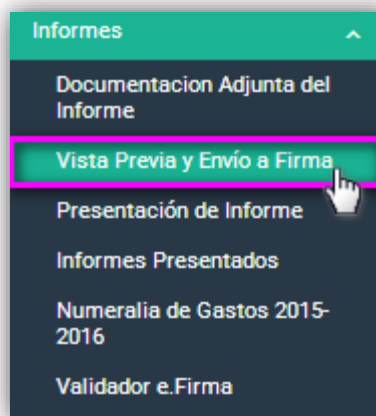 Informes
Documentacion Adjunta del
Informe
Vista Previa y Envío a Firma
Presentación de Informe
Informes Presentados
Numeralia de Gastos 2015-
2016
Validador e.Firma